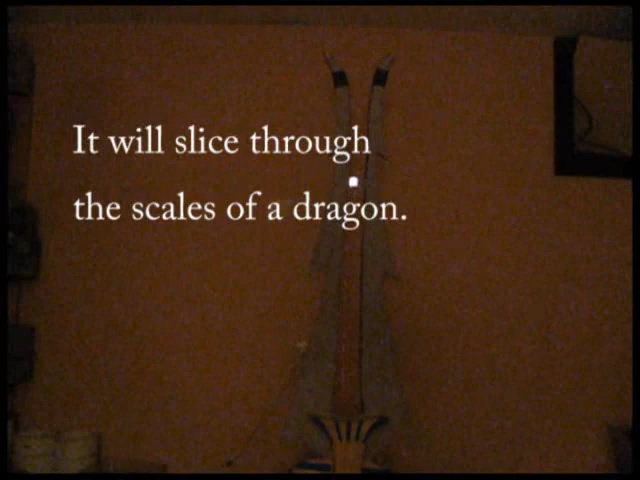 It will slice through
the scales of a dragon.